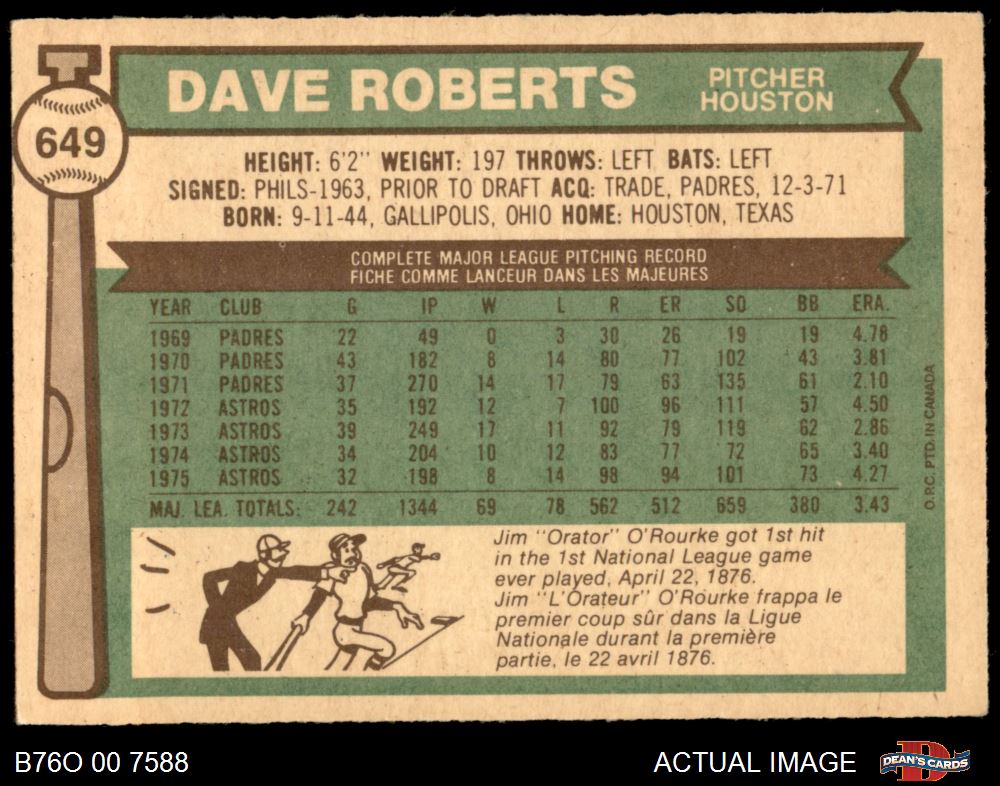 DAVE ROBERTS
PITCHER
HOUSTON
649
HEIGHT: 6'2" WEIGHT: 197 THROWS: LEFT BATS: LEFT
SIGNED: PHILS-1963, PRIOR TO DRAFT ACQ: TRADE, PADRES, 12-3-71
BORN: 9-11-44, GALLIPOLIS, OHIO HOME: HOUSTON, TEXAS
COMPLETE MAJOR LEAGUE PITCHING RECORD
FICHE COMME LANCEUR DANS LES MAJEURES
YEAR CLUB G IP W L R ER SO BB ERA.
1969 PADRES 22 49 0 3 30 26 19 19 4.78
1970 PADRES 43 182 8 14 80 77 102 43 3.81
1971 PADRES 37 270 14 17 79 63 135 61 2.10
1972 ASTROS 35 192 12 7 100 96 111 57 4.50
1973 ASTROS 39 249 17 11 92 79 119 62 2.86
1974 ASTROS 34 204 10 12 83 77 72 65 3.40
1975 ASTROS 32 198 8 14 98 94 101 73 4.27
MAJ. LEA. TOTALS: 242 1344 69 78 562 512 659 380 3.43
O.P.C. PTD. IN CANADA
Jim "Orator" O'Rourke got 1st hit
in the 1st National League game
ever played, April 22, 1876.
Jim "L'Orateur" O'Rourke frappa le
premier coup sûr dans la Ligue
Nationale durant la première
partie, le 22 avril 1876.
B76O 00 7588
ACTUAL IMAGE
DEAN'S CARDS